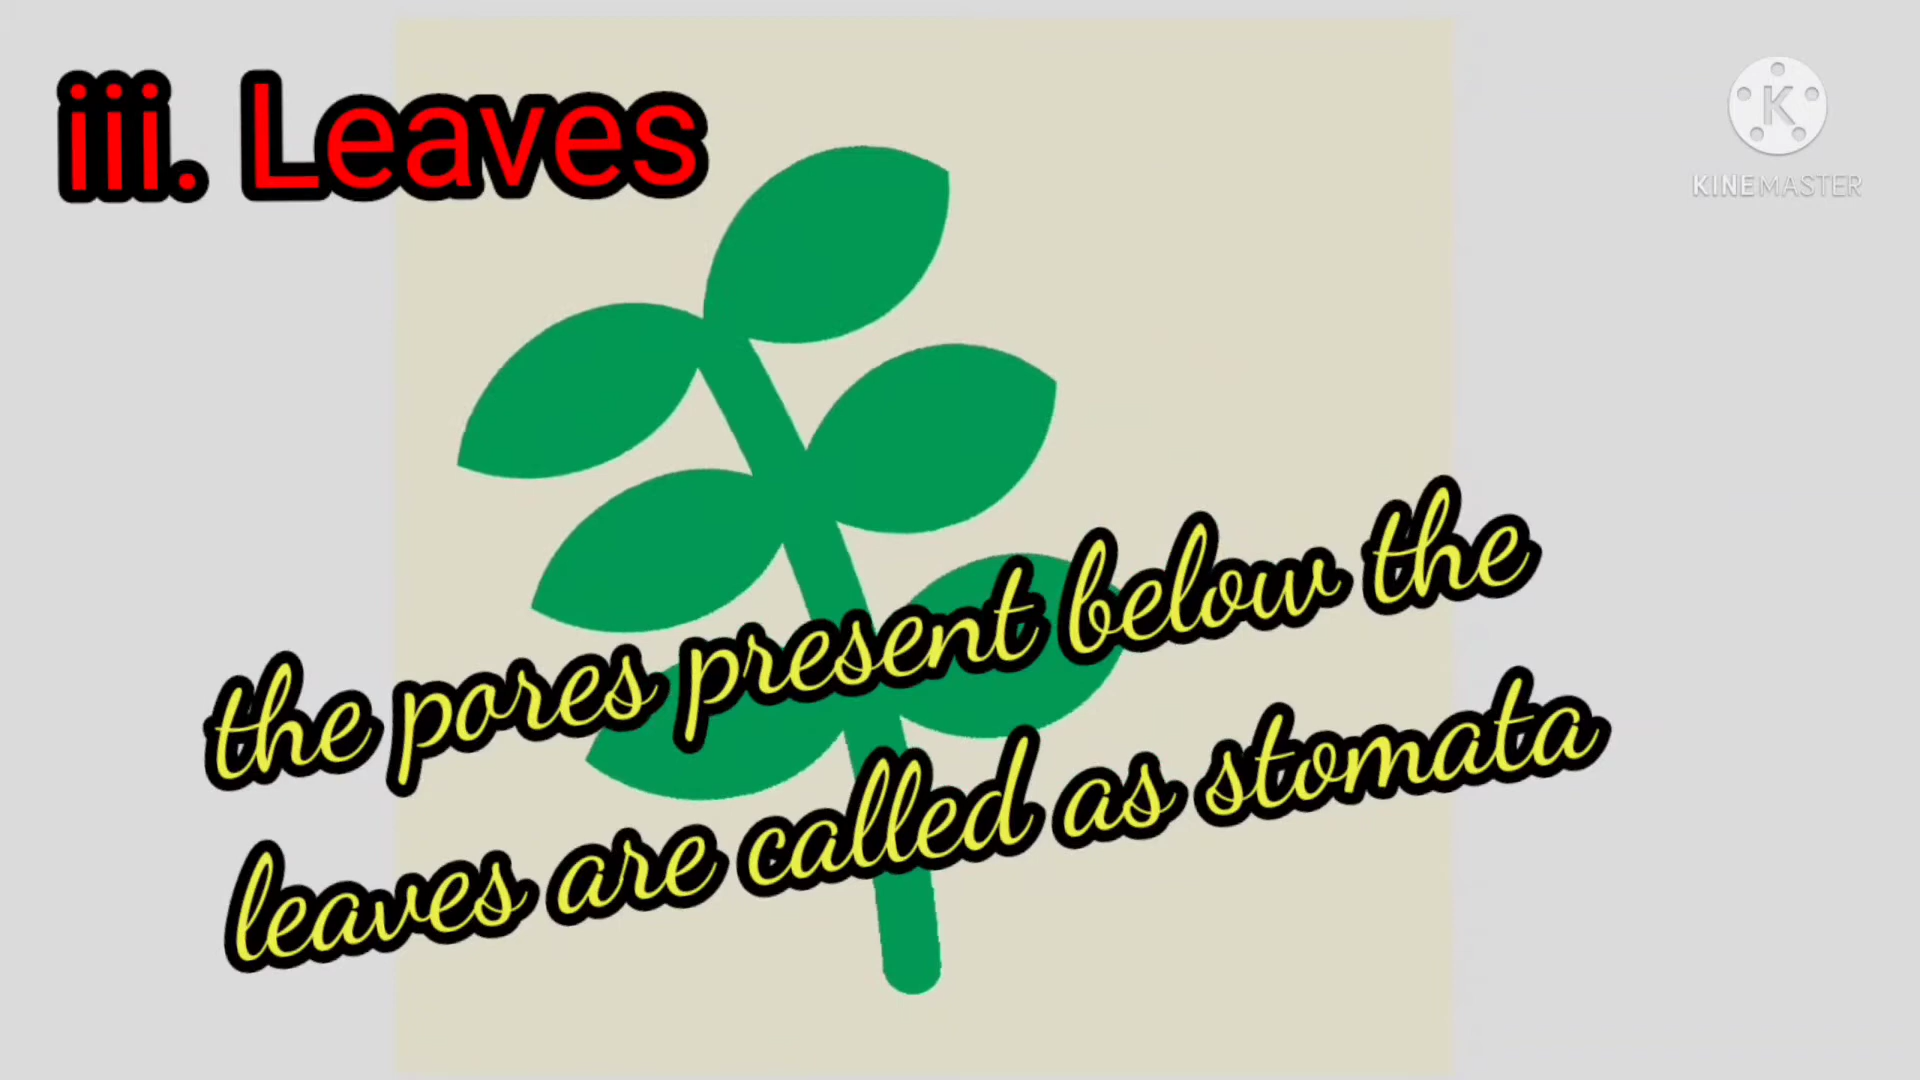 iii. Leaves
KINEMASTER
the pores present below the
leaves are called as stomata